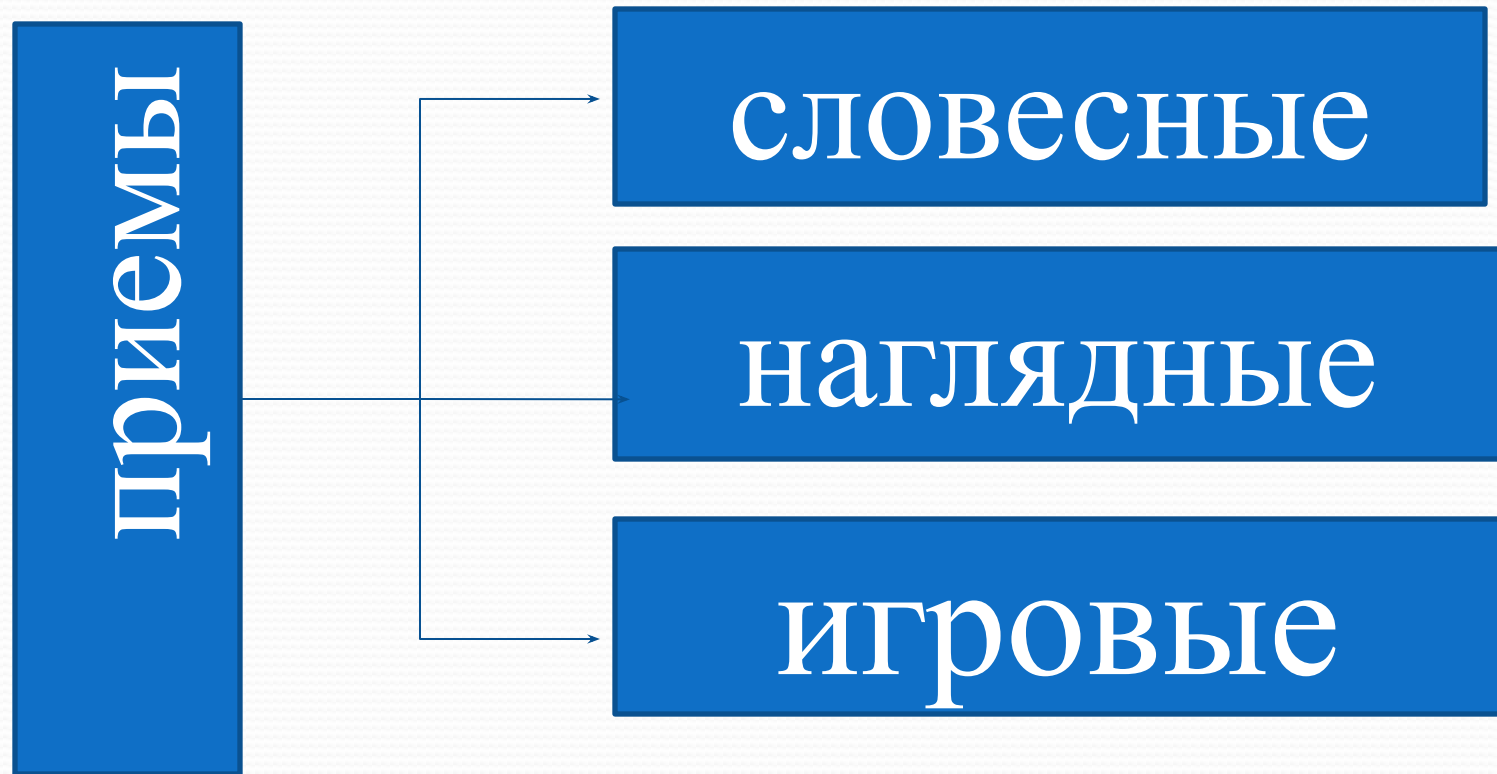 приемы
словесные
наглядные
игровые